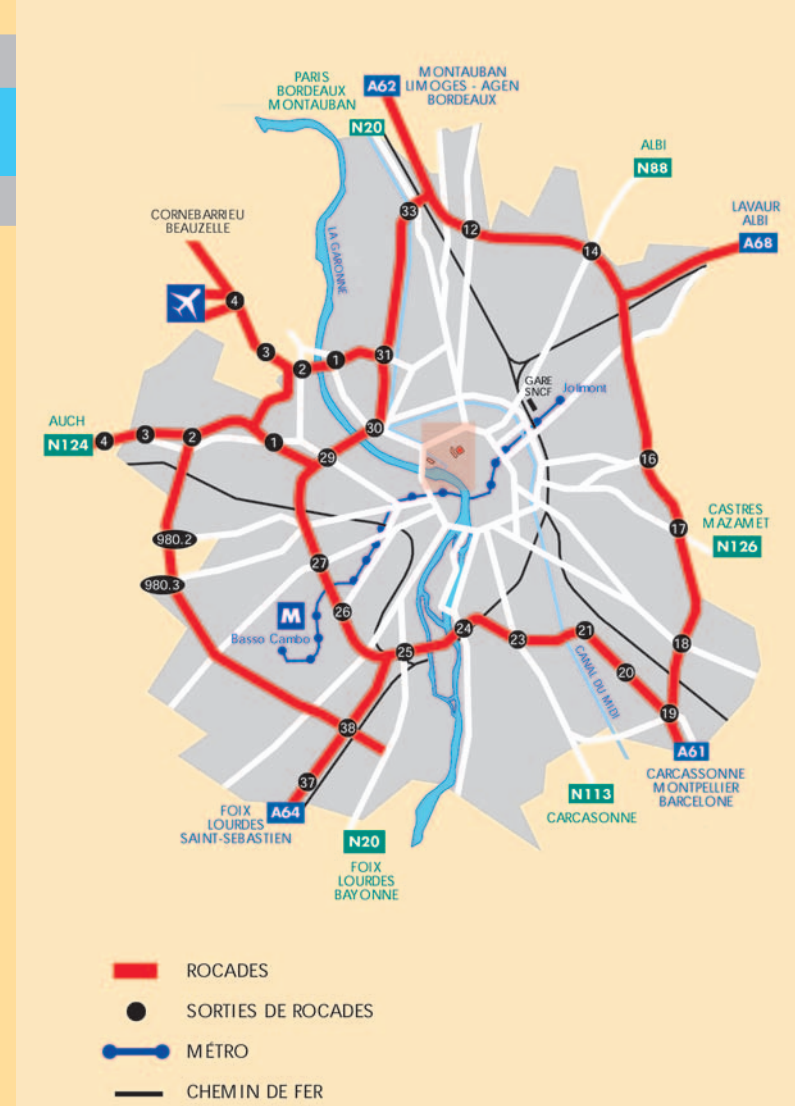 PARIS
BORDEAUX
MONTAUBAN
N20
A62
MONTAUBAN
LIMOGES - AGEN
BORDEAUX
ALBI
N88
LAVAUR
ALBI
A68
CORNEBARRIEU
BEAUZELLE
LA GARONNE
33
12
14
4
3
2
1
31
30
GARE
SNCF
Jolimont
AUCH
N124
4
3
2
1
29
16
17
CASTRES
MAZAMET
N126
980.2
980.3
27
26
M
Basso Cambo
25
24
23
21
20
18
19
CANAL DU MIDI
38
37
A61
CARCASSONNE
MONTPELLIER
BARCELONE
N113
CARCASONNE
FOIX
LOURDES
SAINT-SEBASTIEN
A64
N20
FOIX
LOURDES
BAYONNE
ROCADES
SORTIES DE ROCADES
MÉTRO
CHEMIN DE FER